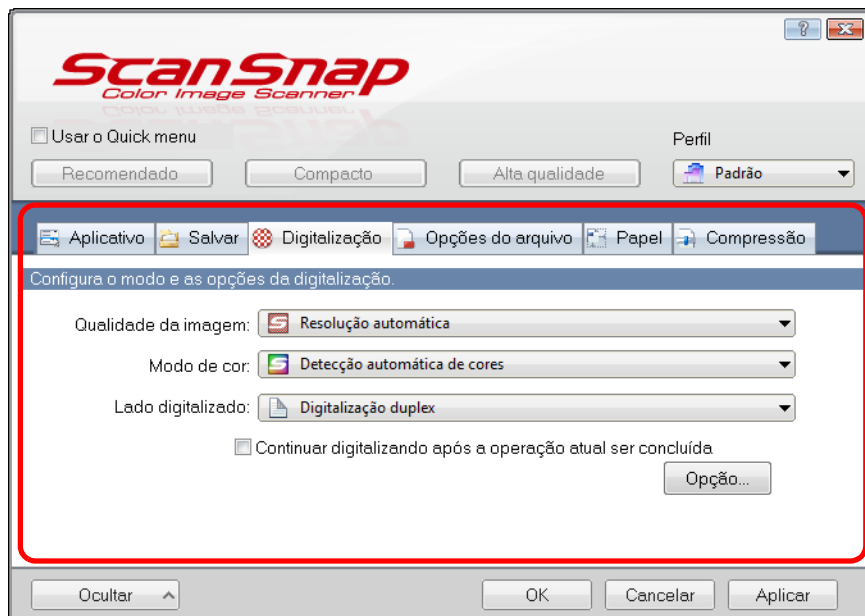 ScanSnap
Color Image Scanner
Usar o Quick menu
Perfil
Recomendado
Compacto
Alta qualidade
Padrão
Aplicativo
Salvar
Digitalização
Opções do arquivo
Papel
Compressão
Configura o modo e as opções da digitalização.
Qualidade da imagem:
Resolução automática
Modo de cor:
Detecção automática de cores
Lado digitalizado:
Digitalização duplex
Continuar digitalizando após a operação atual ser concluída
Opção...
Ocultar
OK
Cancelar
Aplicar